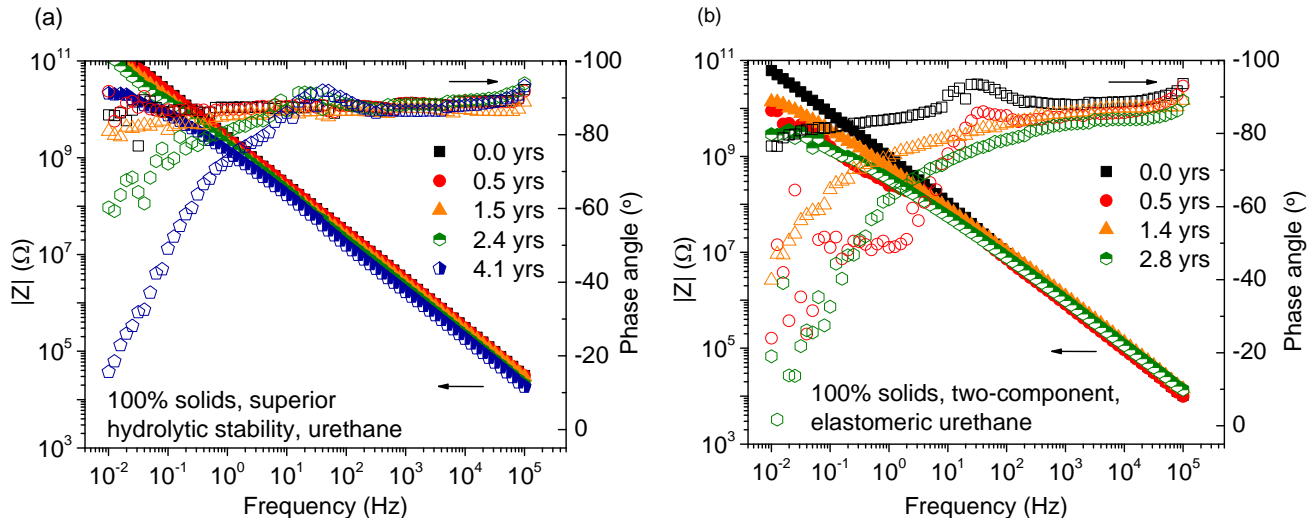 (a)
10^11
10^9
10^7
10^5
10^3
|Z| (Ω)
-100
-80
-60
-40
-20
0
Phase angle (°)
0.0 yrs
0.5 yrs
1.5 yrs
2.4 yrs
4.1 yrs
100% solids, superior
hydrolytic stability, urethane
10^-2 10^-1 10^0 10^1 10^2 10^3 10^4 10^5
Frequency (Hz)
(b)
10^11
10^9
10^7
10^5
10^3
|Z| (Ω)
-100
-80
-60
-40
-20
-0
Phase angle (°)
0.0 yrs
0.5 yrs
1.4 yrs
2.8 yrs
100% solids, two-component,
elastomeric urethane
10^-2 10^-1 10^0 10^1 10^2 10^3 10^4 10^5
Frequency (Hz)